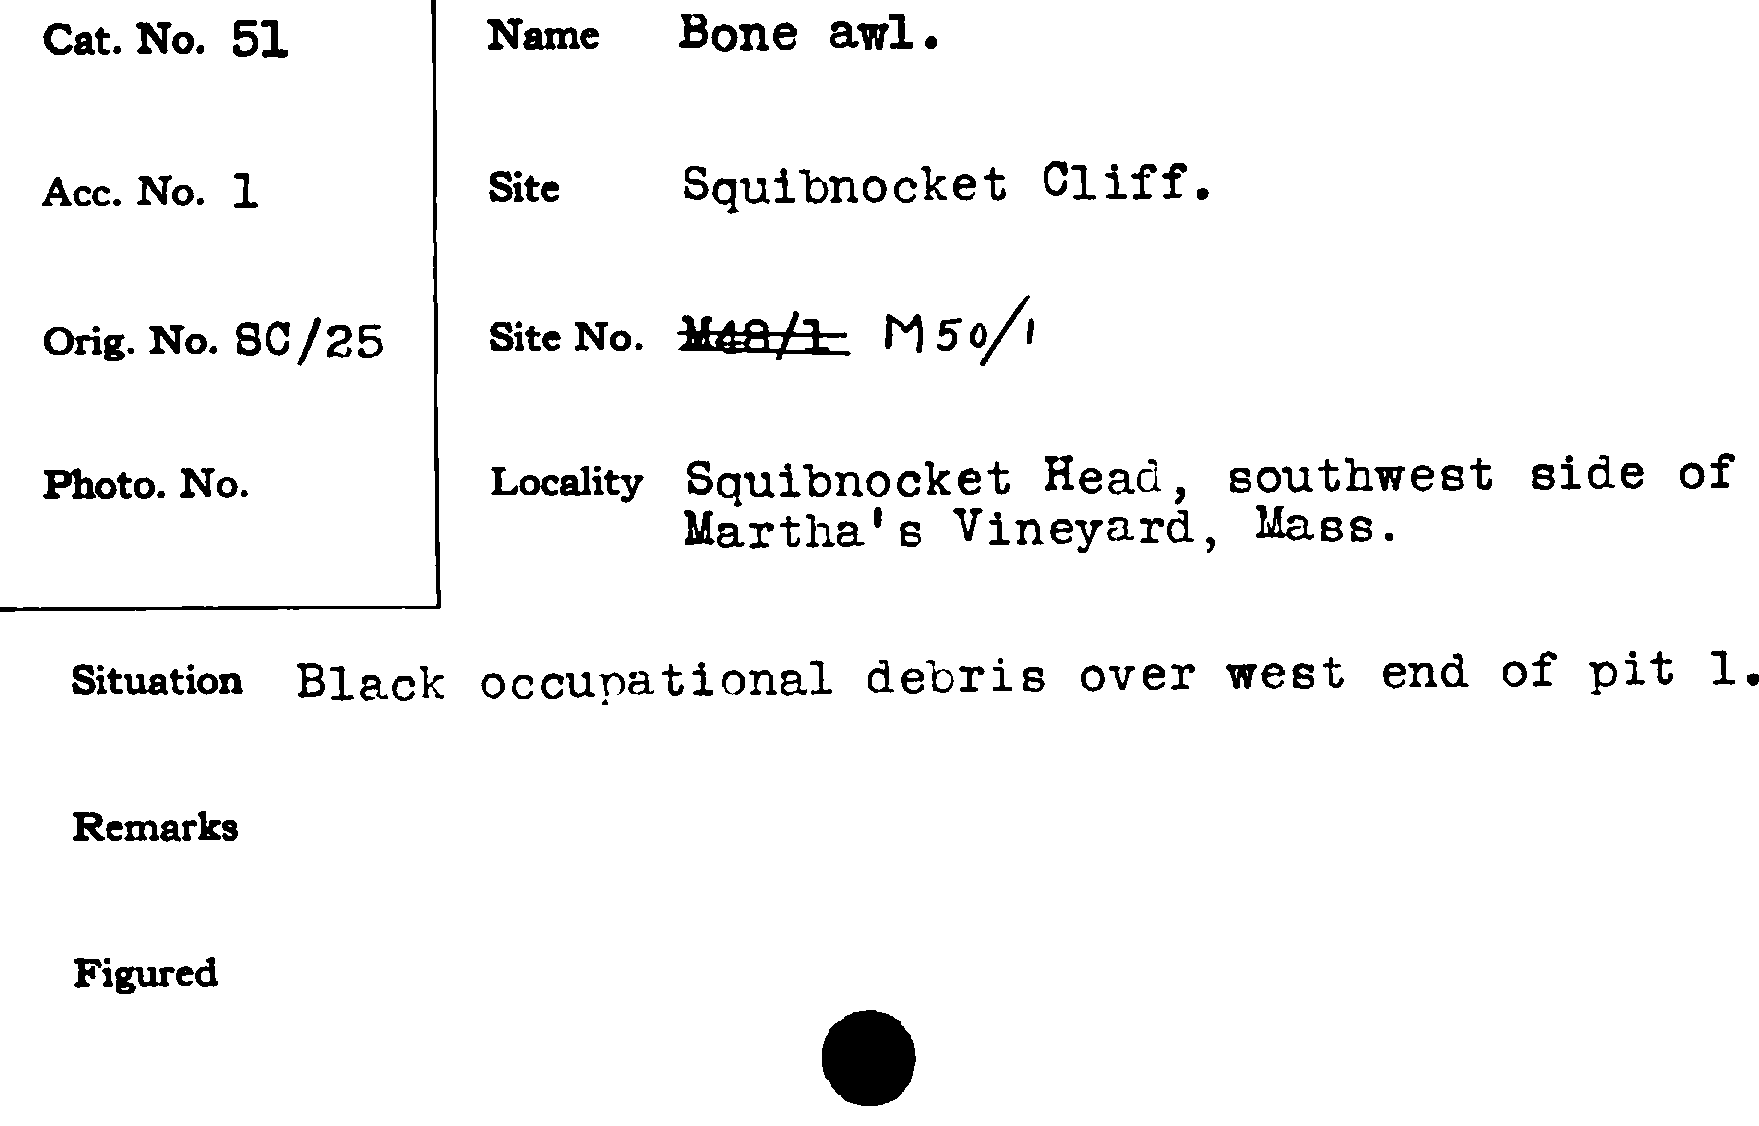 Cat. No. 51
Name Bone awl.
Acc. No. 1
Site Squibnocket Cliff.
Orig. No. SC/25
Site No. M48/1 M50/1
Photo. No.
Locality Squibnocket Head, southwest side of
Martha's Vineyard, Mass.
Situation Black occupational debris over west end of pit 1.
Remarks
Figured